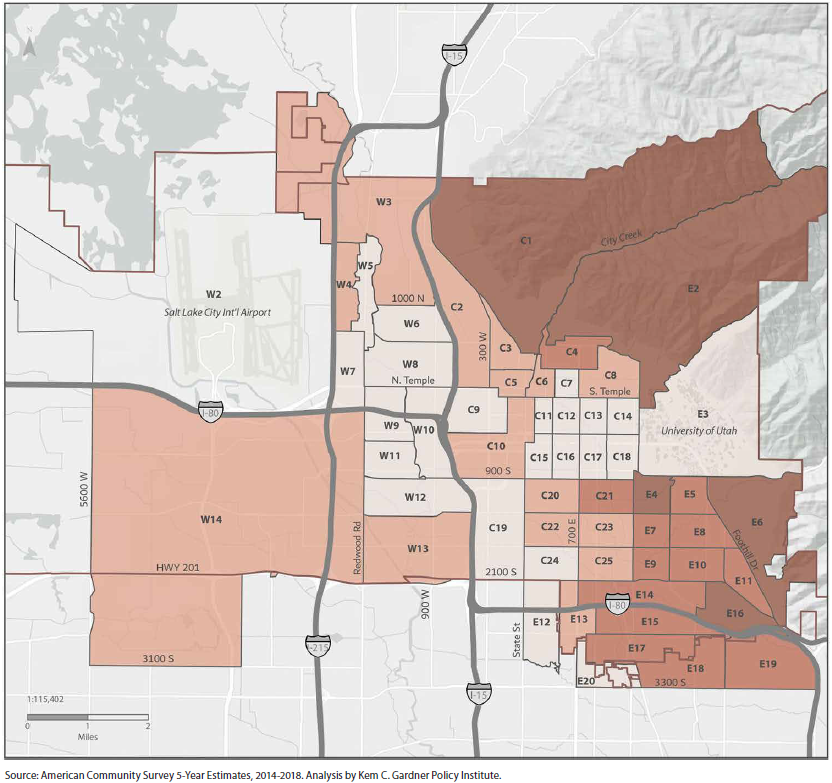 N
I-15
W3
C1
City Creek
E2
W5
W4
W2
Salt Lake City Int'l Airport
1000 N
C2
W6
300 W
C3
C4
W7
W8
N. Temple
C5
C6
C7
C8
S. Temple
I-80
C9
C11
C12
C13
C14
E3
University of Utah
W9
W10
C10
900 S
C15
C16
C17
C18
W11
5600 W
W14
HWY 201
Redwood Rd
W12
W13
C19
2100 S
C20
C21
E4
E5
E6
C22
700 E
C23
E7
E8
Foothill Dr
C24
C25
E9
E10
E11
900 W
State St
E12
E13
E14
I-80
E15
E16
3100 S
I-215
E17
E18
E19
E20
3300 S
I-15
1:115,402
0
1
2
Miles
Source: American Community Survey 5-Year Estimates, 2014-2018. Analysis by Kem C. Gardner Policy Institute.